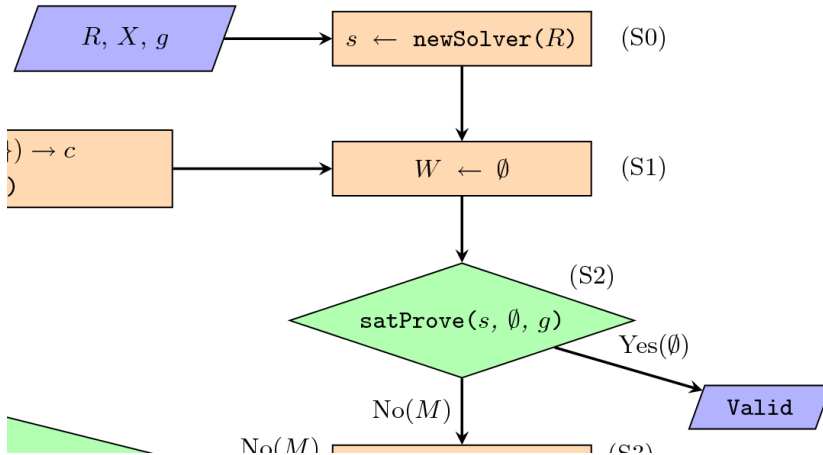 R, X, g
s ← newSolver(R)
(S0)
}) → c
)
W ← ∅
(S1)
(S2)
satProve(s, ∅, g)
Yes(∅)
Valid
No(M)
No(M)
(S3)